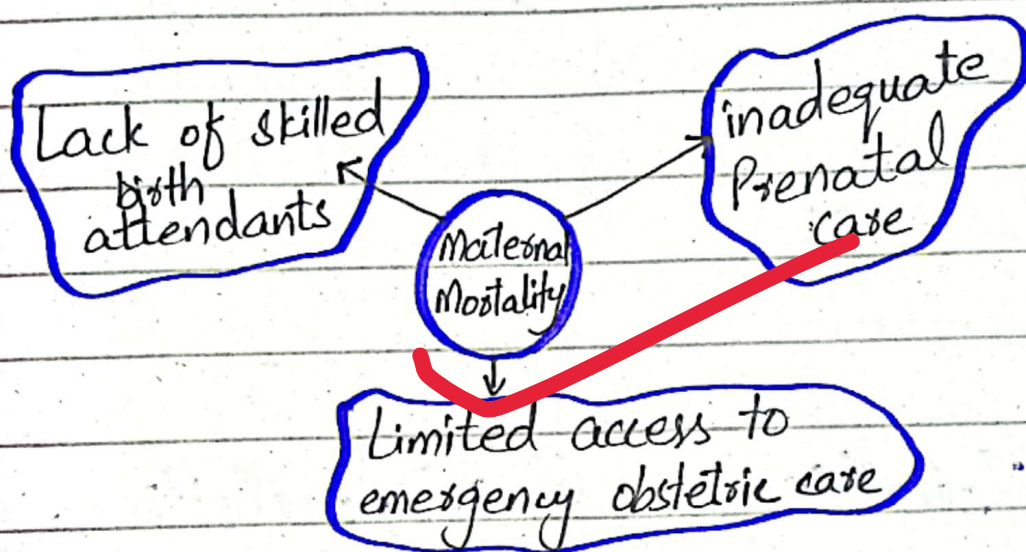 Lack of skilled
birth
attendants
inadequate
Prenatal
care
Maternal
Mortality
Limited access to
emergency obstetric care